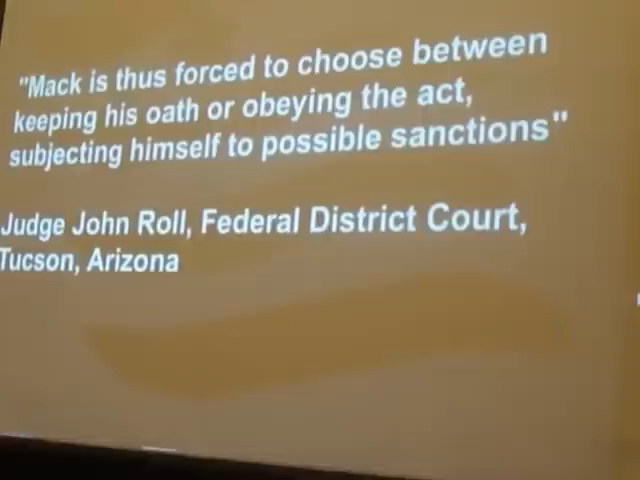 "Mack is thus forced to choose between
keeping his oath or obeying the act,
subjecting himself to possible sanctions"
Judge John Roll, Federal District Court,
Tucson, Arizona